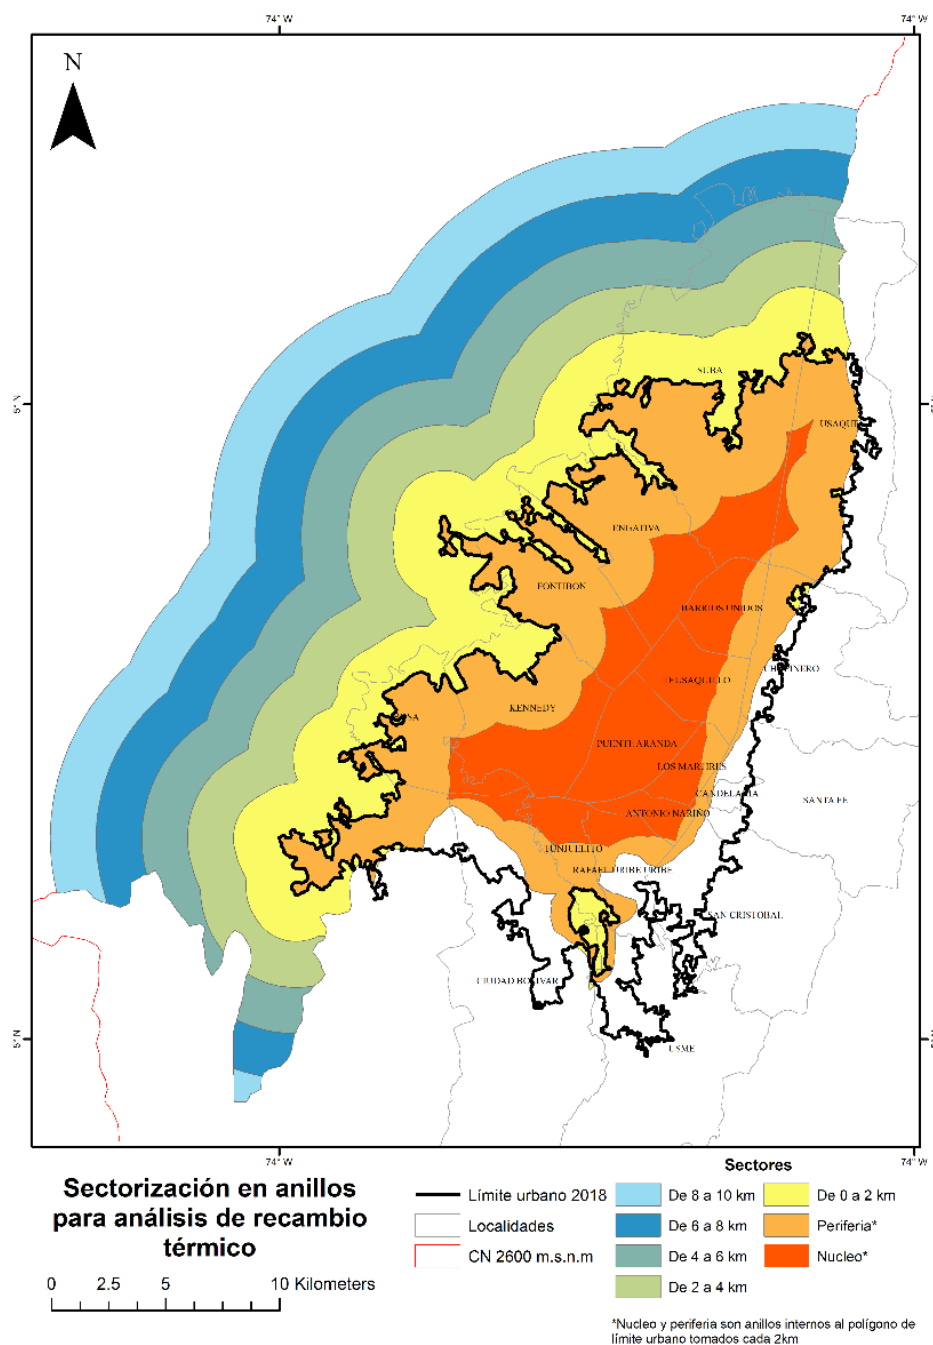 74° W
74° W
N
SUBA
5°N
USAQUE
ENGATIVA
FONTIBON
BARRIOS UNIDOS
CHAPINERO
TEUSAQUILLO
KENNEDY
PUENTE ARANDA
LOS MARTIRES
CANDELARIA
SANTA FE
ANTONIO NARIÑO
TUNJUELITO
RAFAEL URIBE URIBE
SAN CRISTOBAL
CIUDAD BOLIVAR
5°N
USME
74° W
74° W
Sectorización en anillos
para análisis de recambio
térmico
0 2.5 5 10 Kilometers
Límite urbano 2018
Localidades
CN 2600 m.s.n.m
Sectores
De 8 a 10 km
De 0 a 2 km
De 6 a 8 km
Periferia*
De 4 a 6 km
Nucleo*
De 2 a 4 km
*Nucleo y periferia son anillos internos al polígono de
límite urbano tomados cada 2km